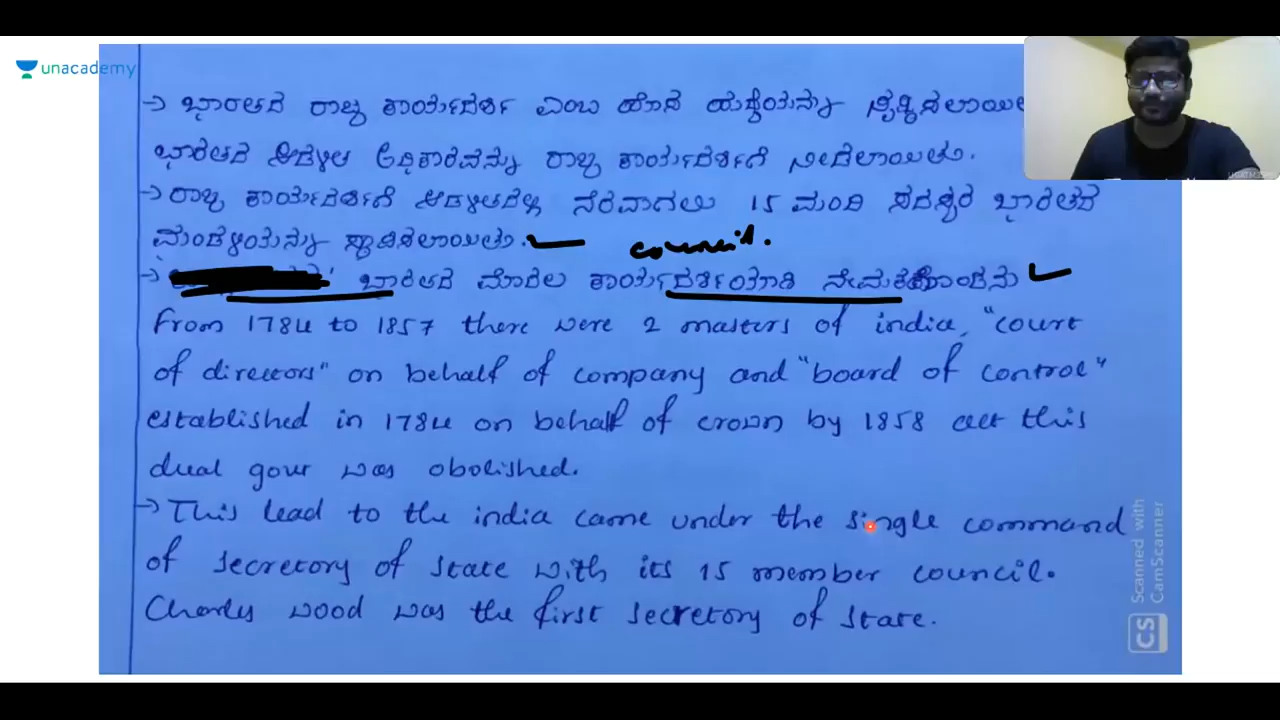 unacademy
→ ಭಾರತದ ರಾಜ್ಯ ಕಾರ್ಯದರ್ಶಿ ಎಂಬ ಹೊಸ ಹುದ್ದೆಯನ್ನು ಸೃಷ್ಟಿಸಲಾಯಿ
ಭಾರತದ ಆಡಳಿತ ಅಧಿಕಾರವನ್ನು ರಾಜ್ಯ ಕಾರ್ಯದರ್ಶಿಗೆ ನೀಡಲಾಯಿತು.
→ ರಾಜ್ಯ ಕಾರ್ಯದರ್ಶಿಗೆ ಆಡಳಿತದಲ್ಲಿ ನೆರವಾಗಲು 15 ಮಂದಿ ಸದಸ್ಯರ ಭಾರತದ
ಮಂಡಳಿಯನ್ನು ಸ್ಥಾಪಿಸಲಾಯಿತು.
council.
→ ಭಾರತದ ಮೊದಲ ಕಾರ್ಯದರ್ಶಿಯಾಗಿ
From 1784 to 1857 there were 2 masters of india, "court
of directors" on behalf of company and "board of control"
established in 1784 on behalf of crown by 1858 act this
dual gour was obolished.
→ This lead to the india came under the single command
of secretory of state with its 15 member council.
Charles wood was the first secretory of state.
Scanned with
CamScanner
CS